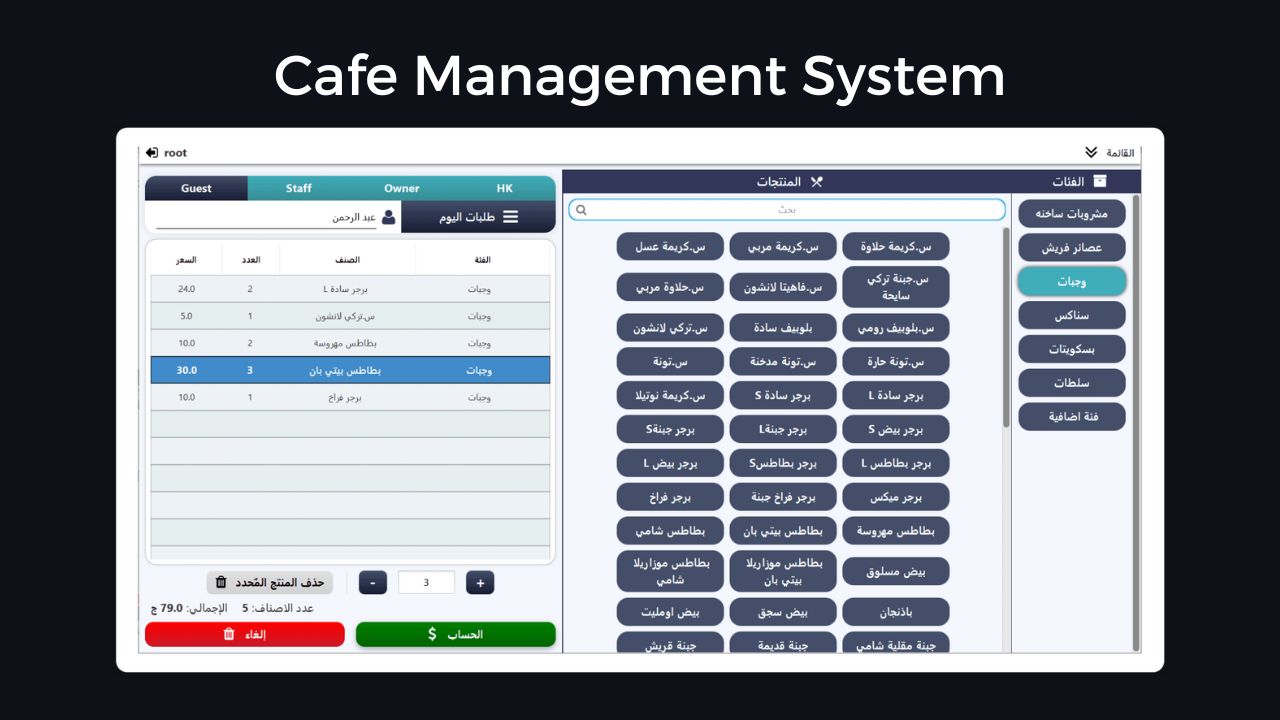 Cafe Management System
root
القائمة
Guest
Staff
Owner
HK
عبد الرحمن
طلبات اليوم
الفئة
الصنف
العدد
السعر
وجبات
برجر سادة L
2
24.0
وجبات
س.تركي لانشون
1
5.0
وجبات
بطاطس مهروسة
2
10.0
وجبات
بطاطس بيتي بان
3
30.0
وجبات
برجر فراخ
1
10.0
حذف المنتج المُحدد
-
3
+
عدد الاصناف: 5
الإجمالي: 79.0 ج
إلغاء
الحساب
المنتجات
بحث
س.كريمة حلاوة
س.كريمة مربي
س.كريمة عسل
س.جبنة تركي
سايحة
س.فاهيتا لانشون
س.حلاوة مربي
س.بلوبيف رومي
بلوبيف سادة
س.تركي لانشون
س.تونة حارة
س.تونة مدخنة
س.تونة
برجر سادة L
برجر سادة S
س.كريمة نوتيلا
برجر بيض S
برجر جبنةL
برجر جبنةS
برجر بطاطس L
برجر بطاطسS
برجر بيض L
برجر ميكس
برجر فراخ جبنة
برجر فراخ
بطاطس مهروسة
بطاطس بيتي بان
بطاطس شامي
بيض مسلوق
بطاطس موزاريلا
بيتي بان
بطاطس موزاريلا
شامي
باذنجان
بيض سجق
بيض اومليت
جبنة مقلية شامي
جبنة قديمة
جبنة قريش
الفئات
مشروبات ساخنه
عصائر فريش
وجبات
سناكس
بسكويتات
سلطات
فئة اضافية